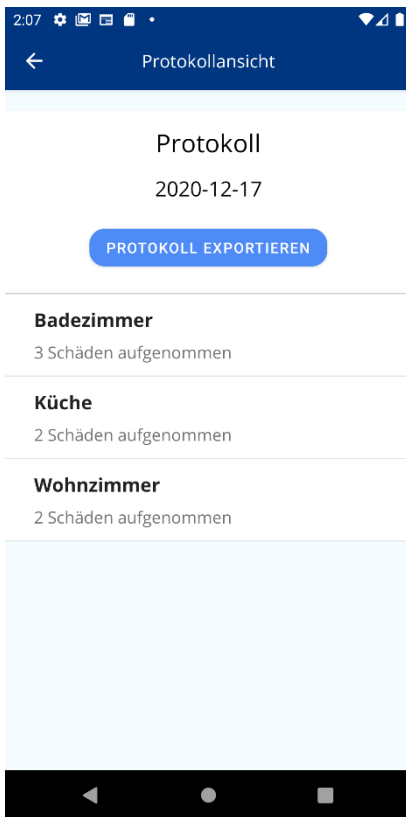 2:07
Protokollansicht
Protokoll
2020-12-17
PROTOKOLL EXPORTIEREN
Badezimmer
3 Schäden aufgenommen
Küche
2 Schäden aufgenommen
Wohnzimmer
2 Schäden aufgenommen